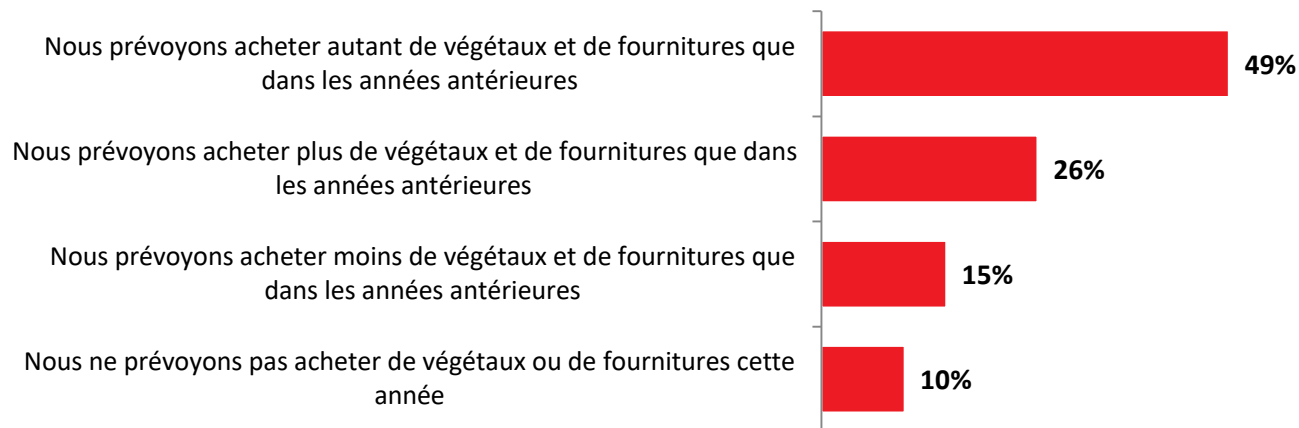 Nous prévoyons acheter autant de végétaux et de fournitures que
dans les années antérieures
49%
Nous prévoyons acheter plus de végétaux et de fournitures que dans
les années antérieures
26%
Nous prévoyons acheter moins de végétaux et de fournitures que
dans les années antérieures
15%
Nous ne prévoyons pas acheter de végétaux ou de fournitures cette
année
10%